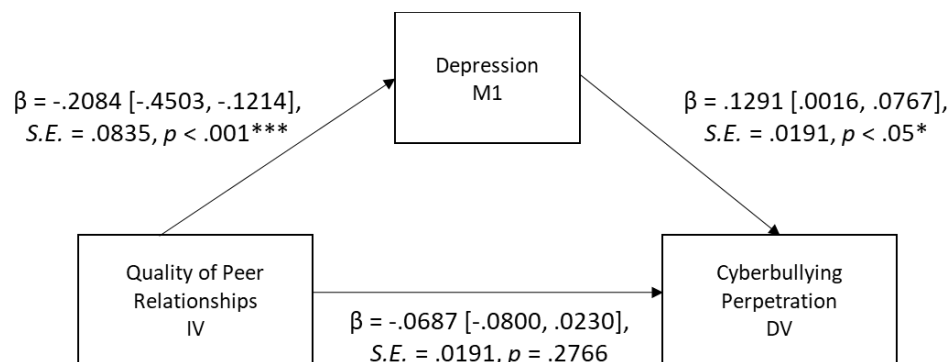 Depression
M1
β = -.2084 [-.4503, -.1214],
S.E. = .0835, p < .001***
β = .1291 [.0016, .0767],
S.E. = .0191, p < .05*
Quality of Peer
Relationships
IV
Cyberbullying
Perpetration
DV
β = -.0687 [-.0800, .0230],
S.E. = .0191, p = .2766